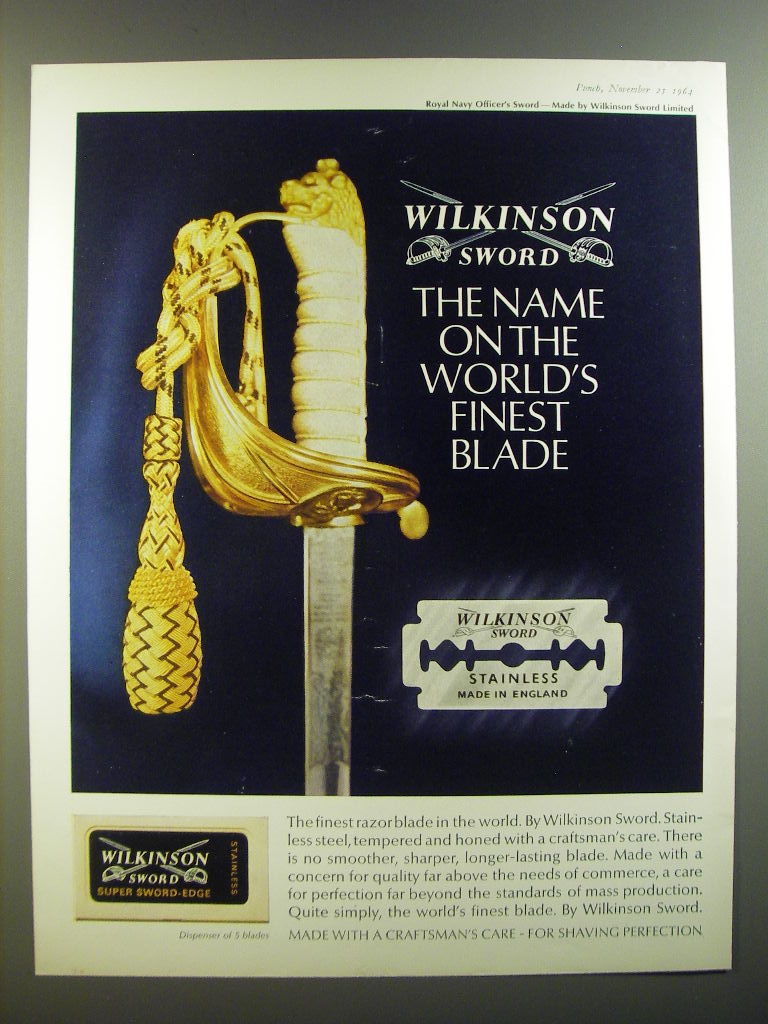 Punch, November 25 1964
Royal Navy Officer's Sword — Made by Wilkinson Sword Limited
WILKINSON
SWORD
THE NAME
ON THE
WORLD'S
FINEST
BLADE
WILKINSON
SWORD
STAINLESS
MADE IN ENGLAND
WILKINSON
SWORD
SUPER SWORD-EDGE
STAINLESS
Dispenser of 5 blades
The finest razor blade in the world. By Wilkinson Sword. Stain-
less steel, tempered and honed with a craftsman's care. There
is no smoother, sharper, longer-lasting blade. Made with a
concern for quality far above the needs of commerce, a care
for perfection far beyond the standards of mass production.
Quite simply, the world's finest blade. By Wilkinson Sword.
MADE WITH A CRAFTSMAN'S CARE - FOR SHAVING PERFECTION